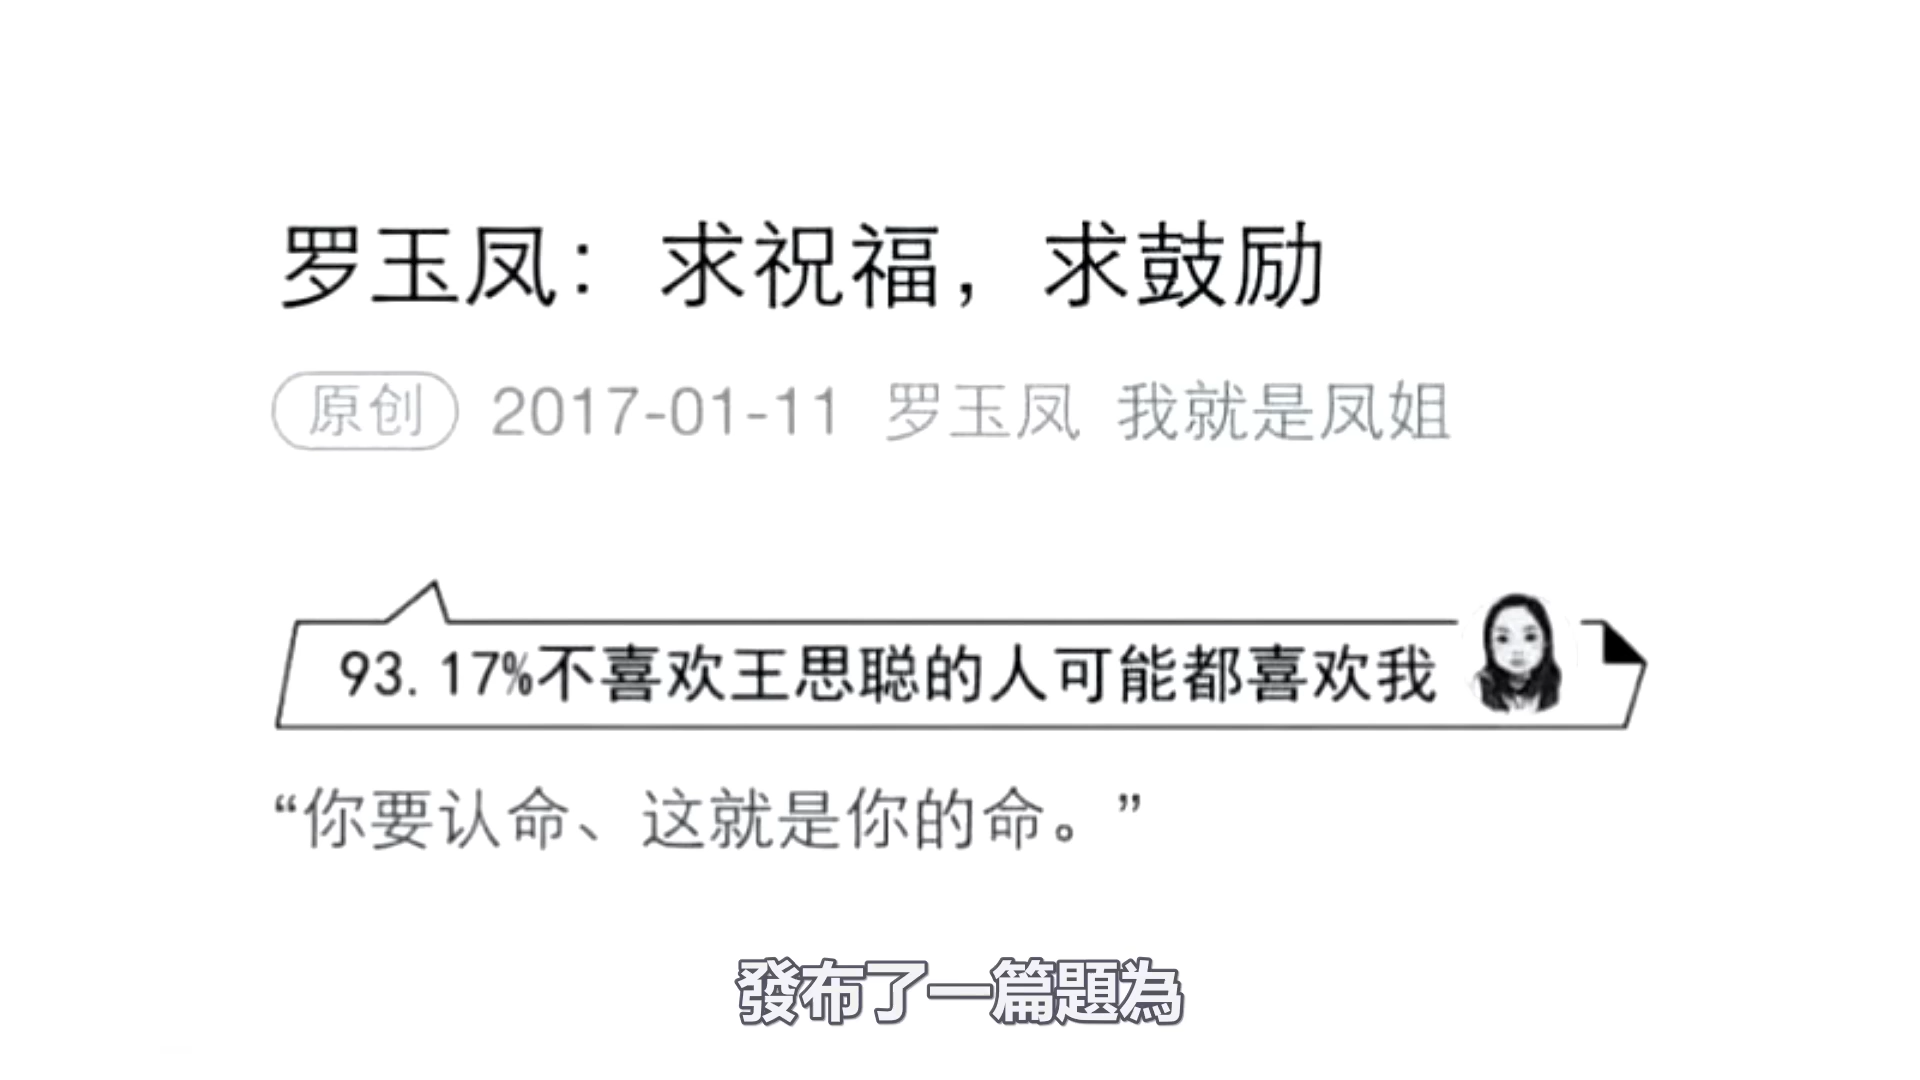 罗玉凤：求祝福，求鼓励
原创 2017-01-11 罗玉凤 我就是凤姐
93.17%不喜欢王思聪的人可能都喜欢我
“你要认命、这就是你的命。”
發布了一篇題為